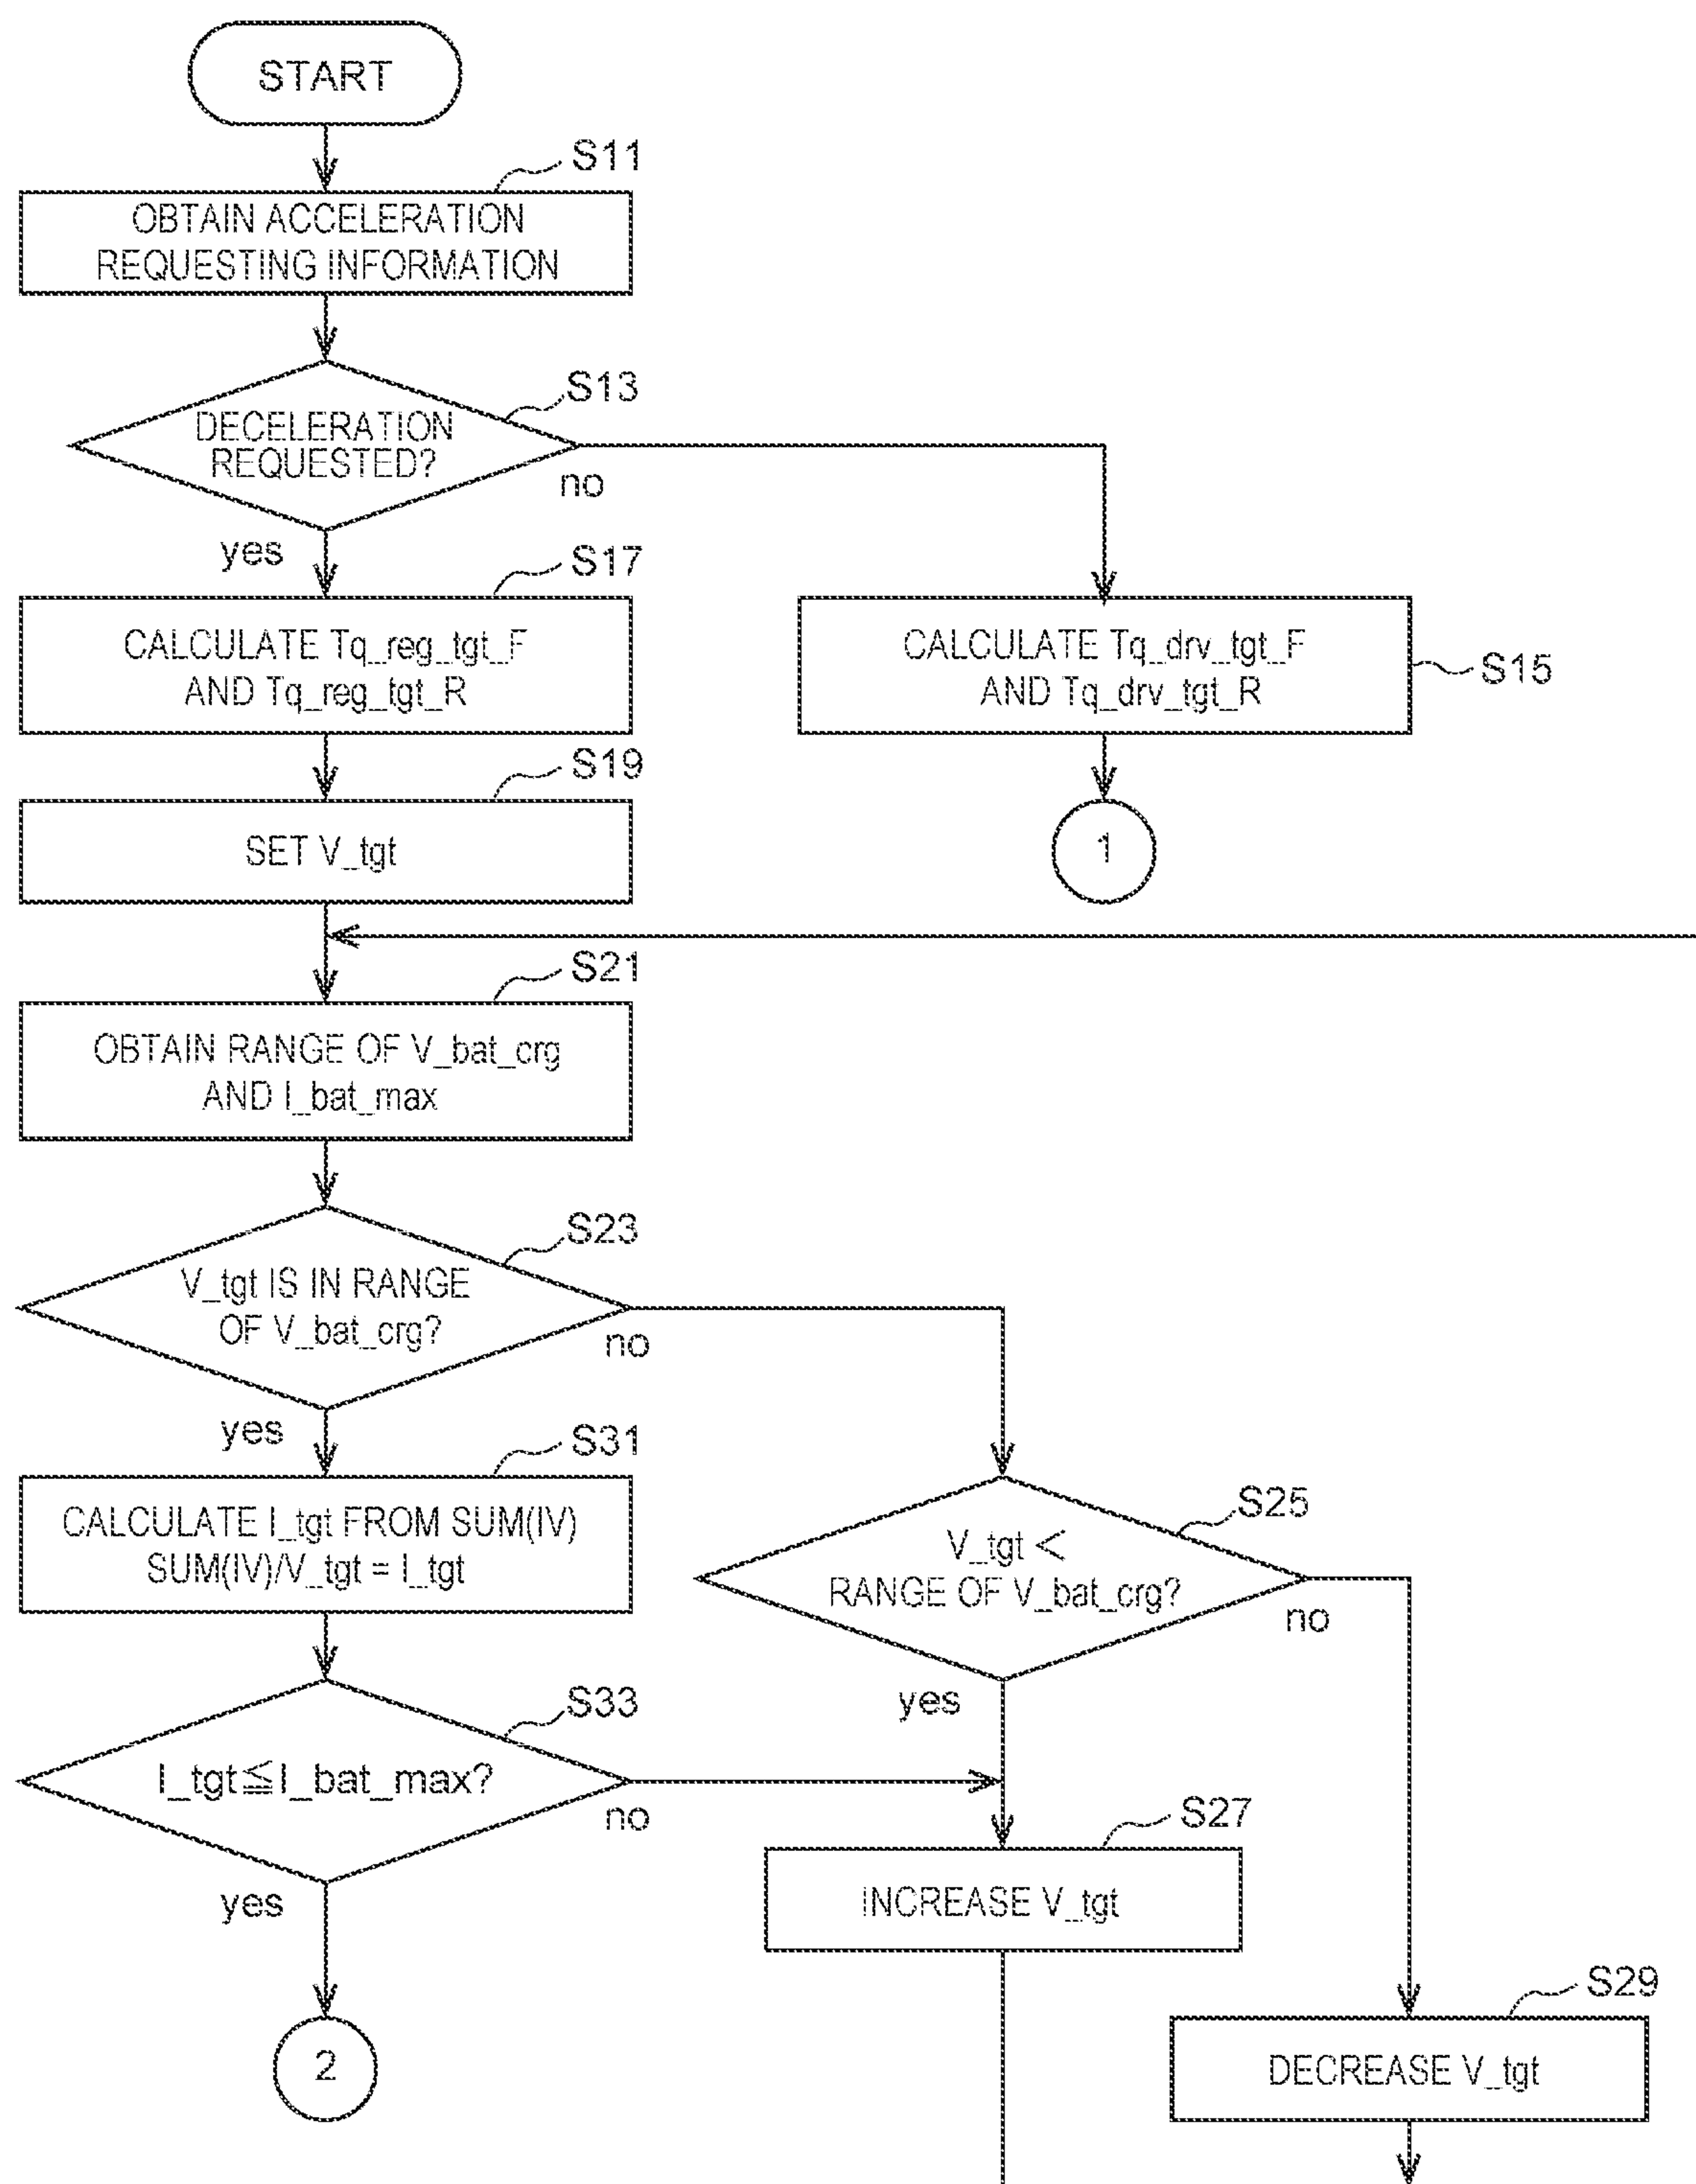 START
S11
OBTAIN ACCELERATION
REQUESTING INFORMATION
S13
DECELERATION
REQUESTED?
no
yes
S17
CALCULATE Tq_reg_tgt_F
AND Tq_reg_tgt_R
CALCULATE Tq_drv_tgt_F
AND Tq_drv_tgt_R
S15
S19
SET V_tgt
1
S21
OBTAIN RANGE OF V_bat_crg
AND I_bat_max
S23
V_tgt IS IN RANGE
OF V_bat_crg?
no
yes
S31
CALCULATE I_tgt FROM SUM(IV)
SUM(IV)/V_tgt = I_tgt
S25
V_tgt <
RANGE OF V_bat_crg?
no
yes
S33
I_tgt≦I_bat_max?
no
yes
S27
INCREASE V_tgt
S29
DECREASE V_tgt
2